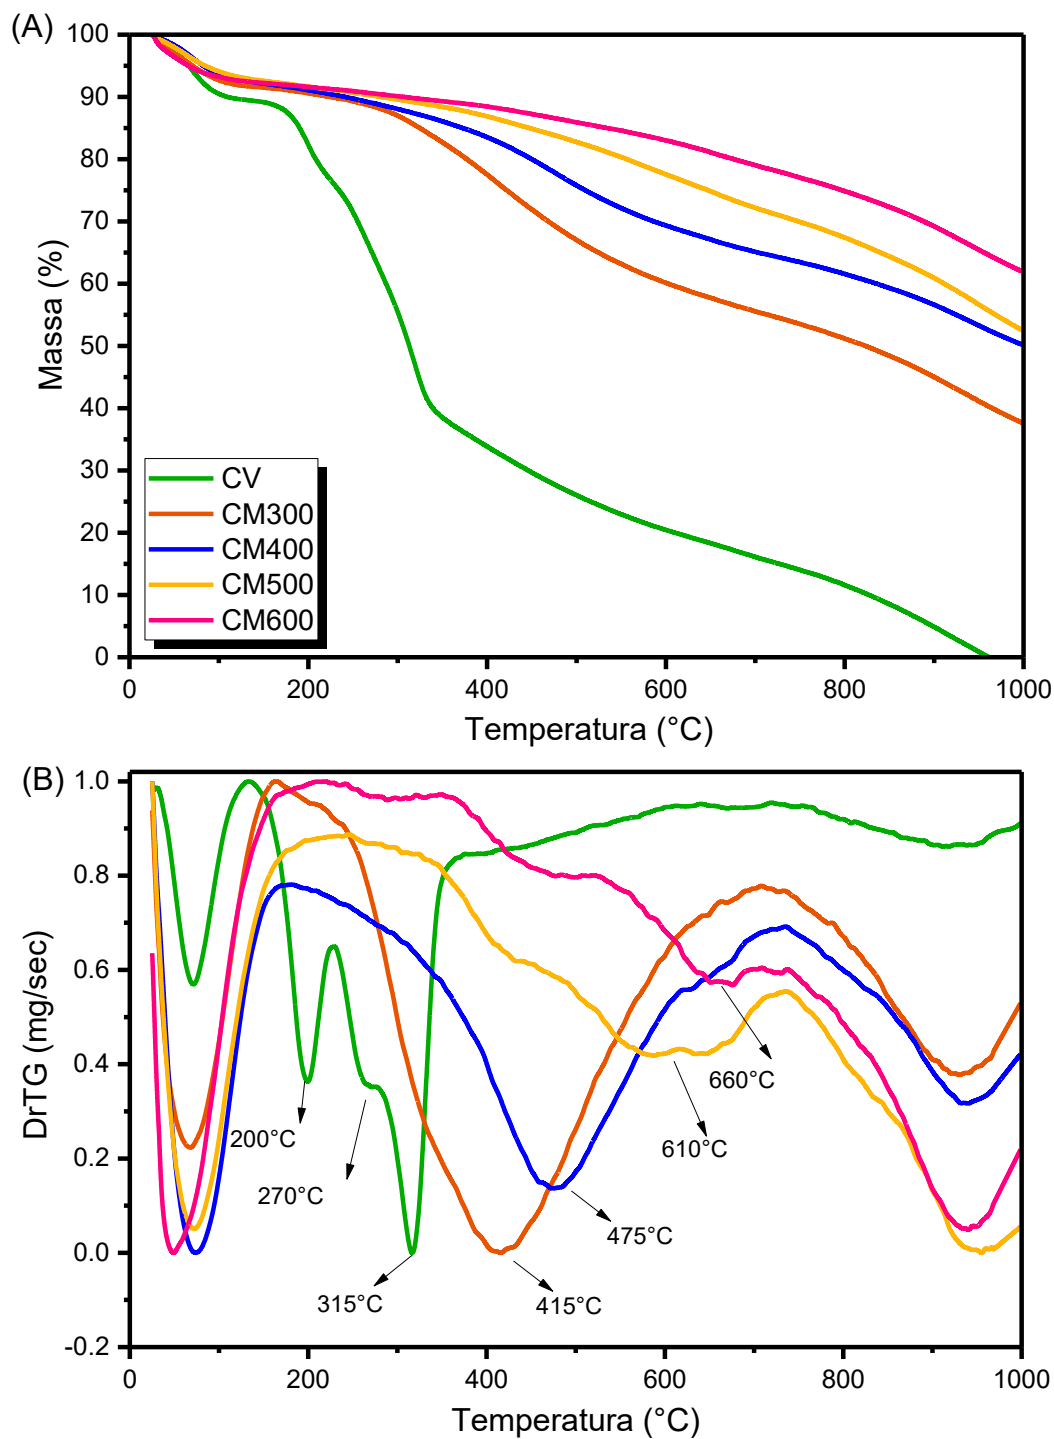 (A)
100
90
80
70
60
50
40
30
20
10
0
Massa (%)
CV
CM300
CM400
CM500
CM600
0 200 400 600 800 1000
Temperatura (°C)
(B)
1.0
0.8
0.6
0.4
0.2
0.0
-0.2
DrTG (mg/sec)
660°C
200°C
610°C
270°C
475°C
315°C
415°C
0 200 400 600 800 1000
Temperatura (°C)